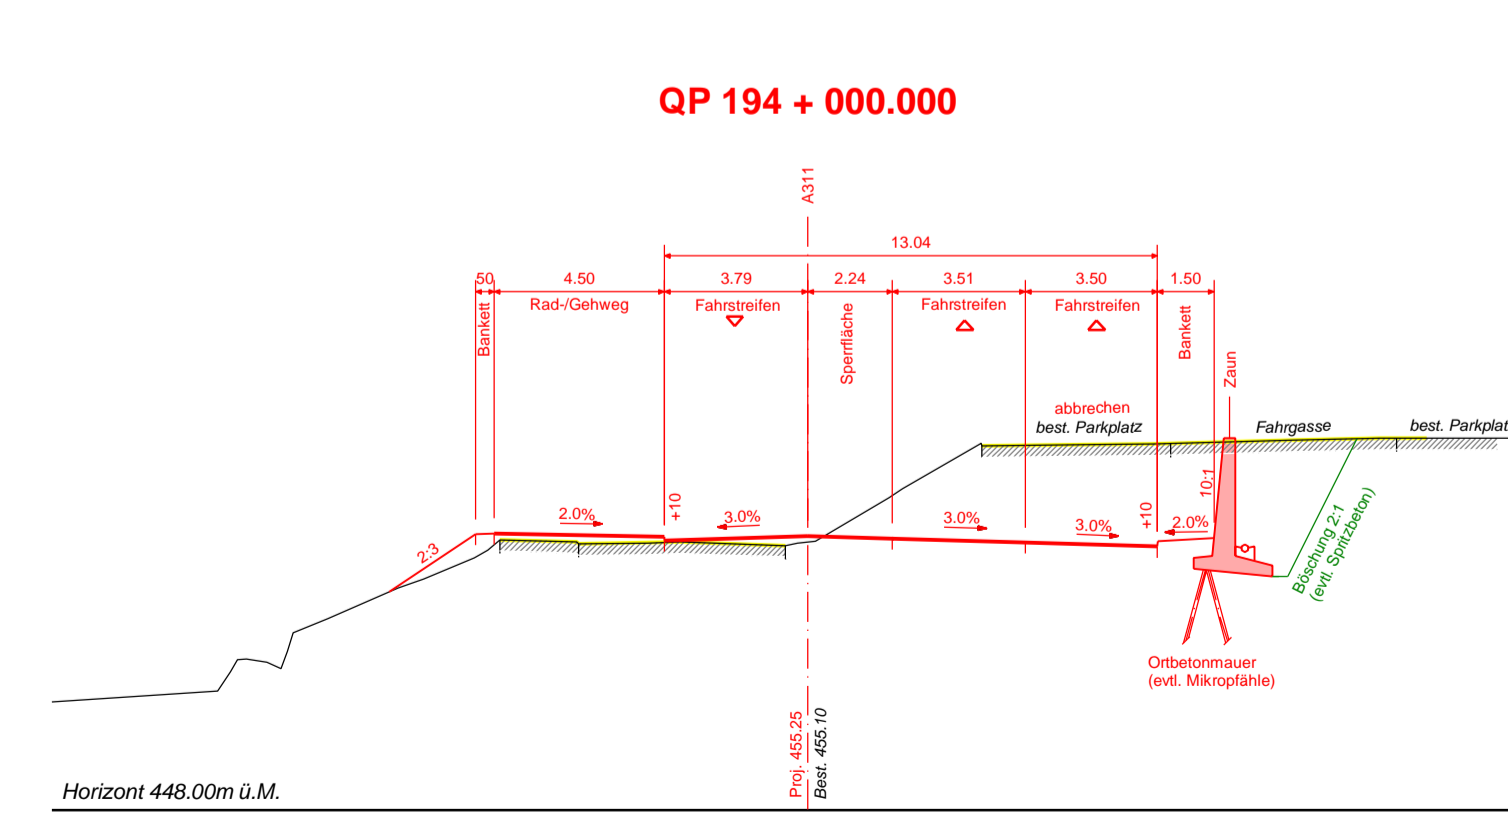 QP 194 + 000.000
A311
13.04
50
4.50
3.79
2.24
3.51
3.50
1.50
Bankett
Rad-/Gehweg
Fahrstreifen
Sperrfläche
Fahrstreifen
Fahrstreifen
Bankett
Zaun
abbrechen
best. Parkplatz
Fahrgasse
best. Parkplat
2:3
2.0%
+10
3.0%
3.0%
3.0%
+10
2.0%
10:1
Böschung 2:1
(evtl. Spritzbeton)
Ortbetonmauer
(evtl. Mikropfähle)
Proj. 455.25
Best. 455.10
Horizont 448.00m ü.M.